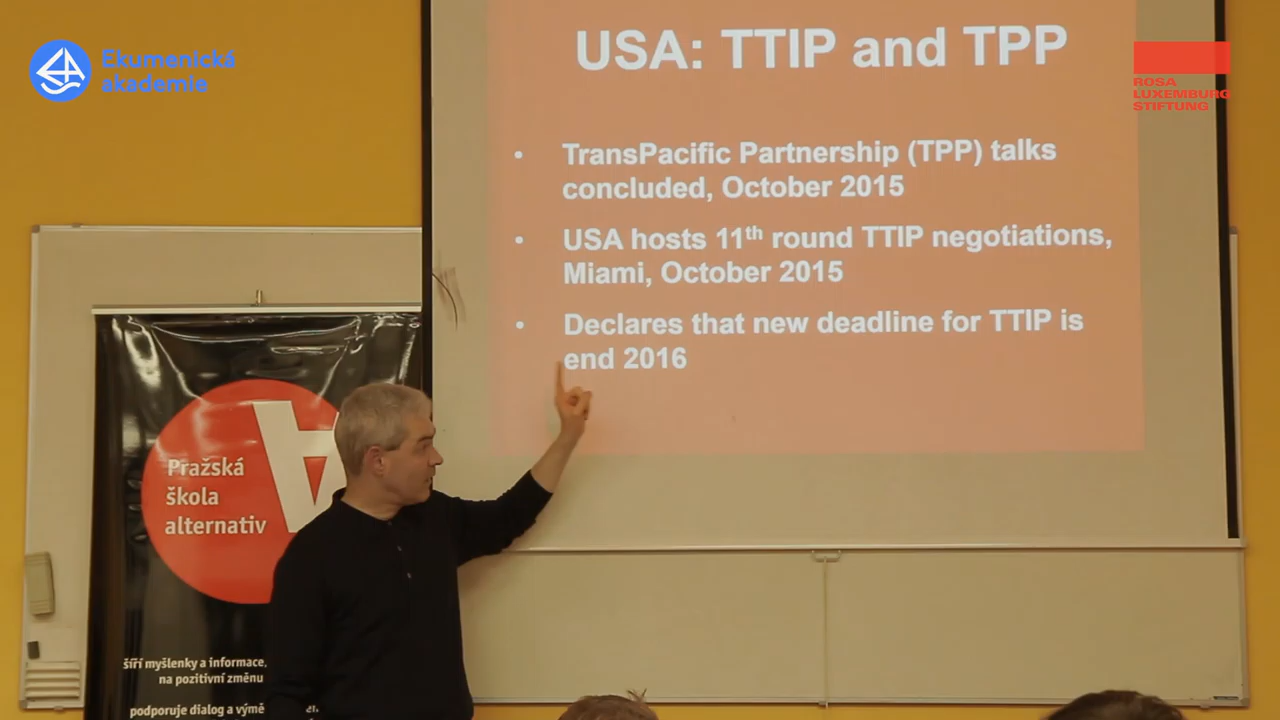 Ekumenická
akademie
USA: TTIP and TPP
ROSA
LUXEMBURG
STIFTUNG
• TransPacific Partnership (TPP) talks
concluded, October 2015
• USA hosts 11th round TTIP negotiations,
Miami, October 2015
• Declares that new deadline for TTIP is
end 2016
Pražská
škola
alternativ
šíří myšlenky a informace,
na pozitivní změnu
podporuje dialog a výmě